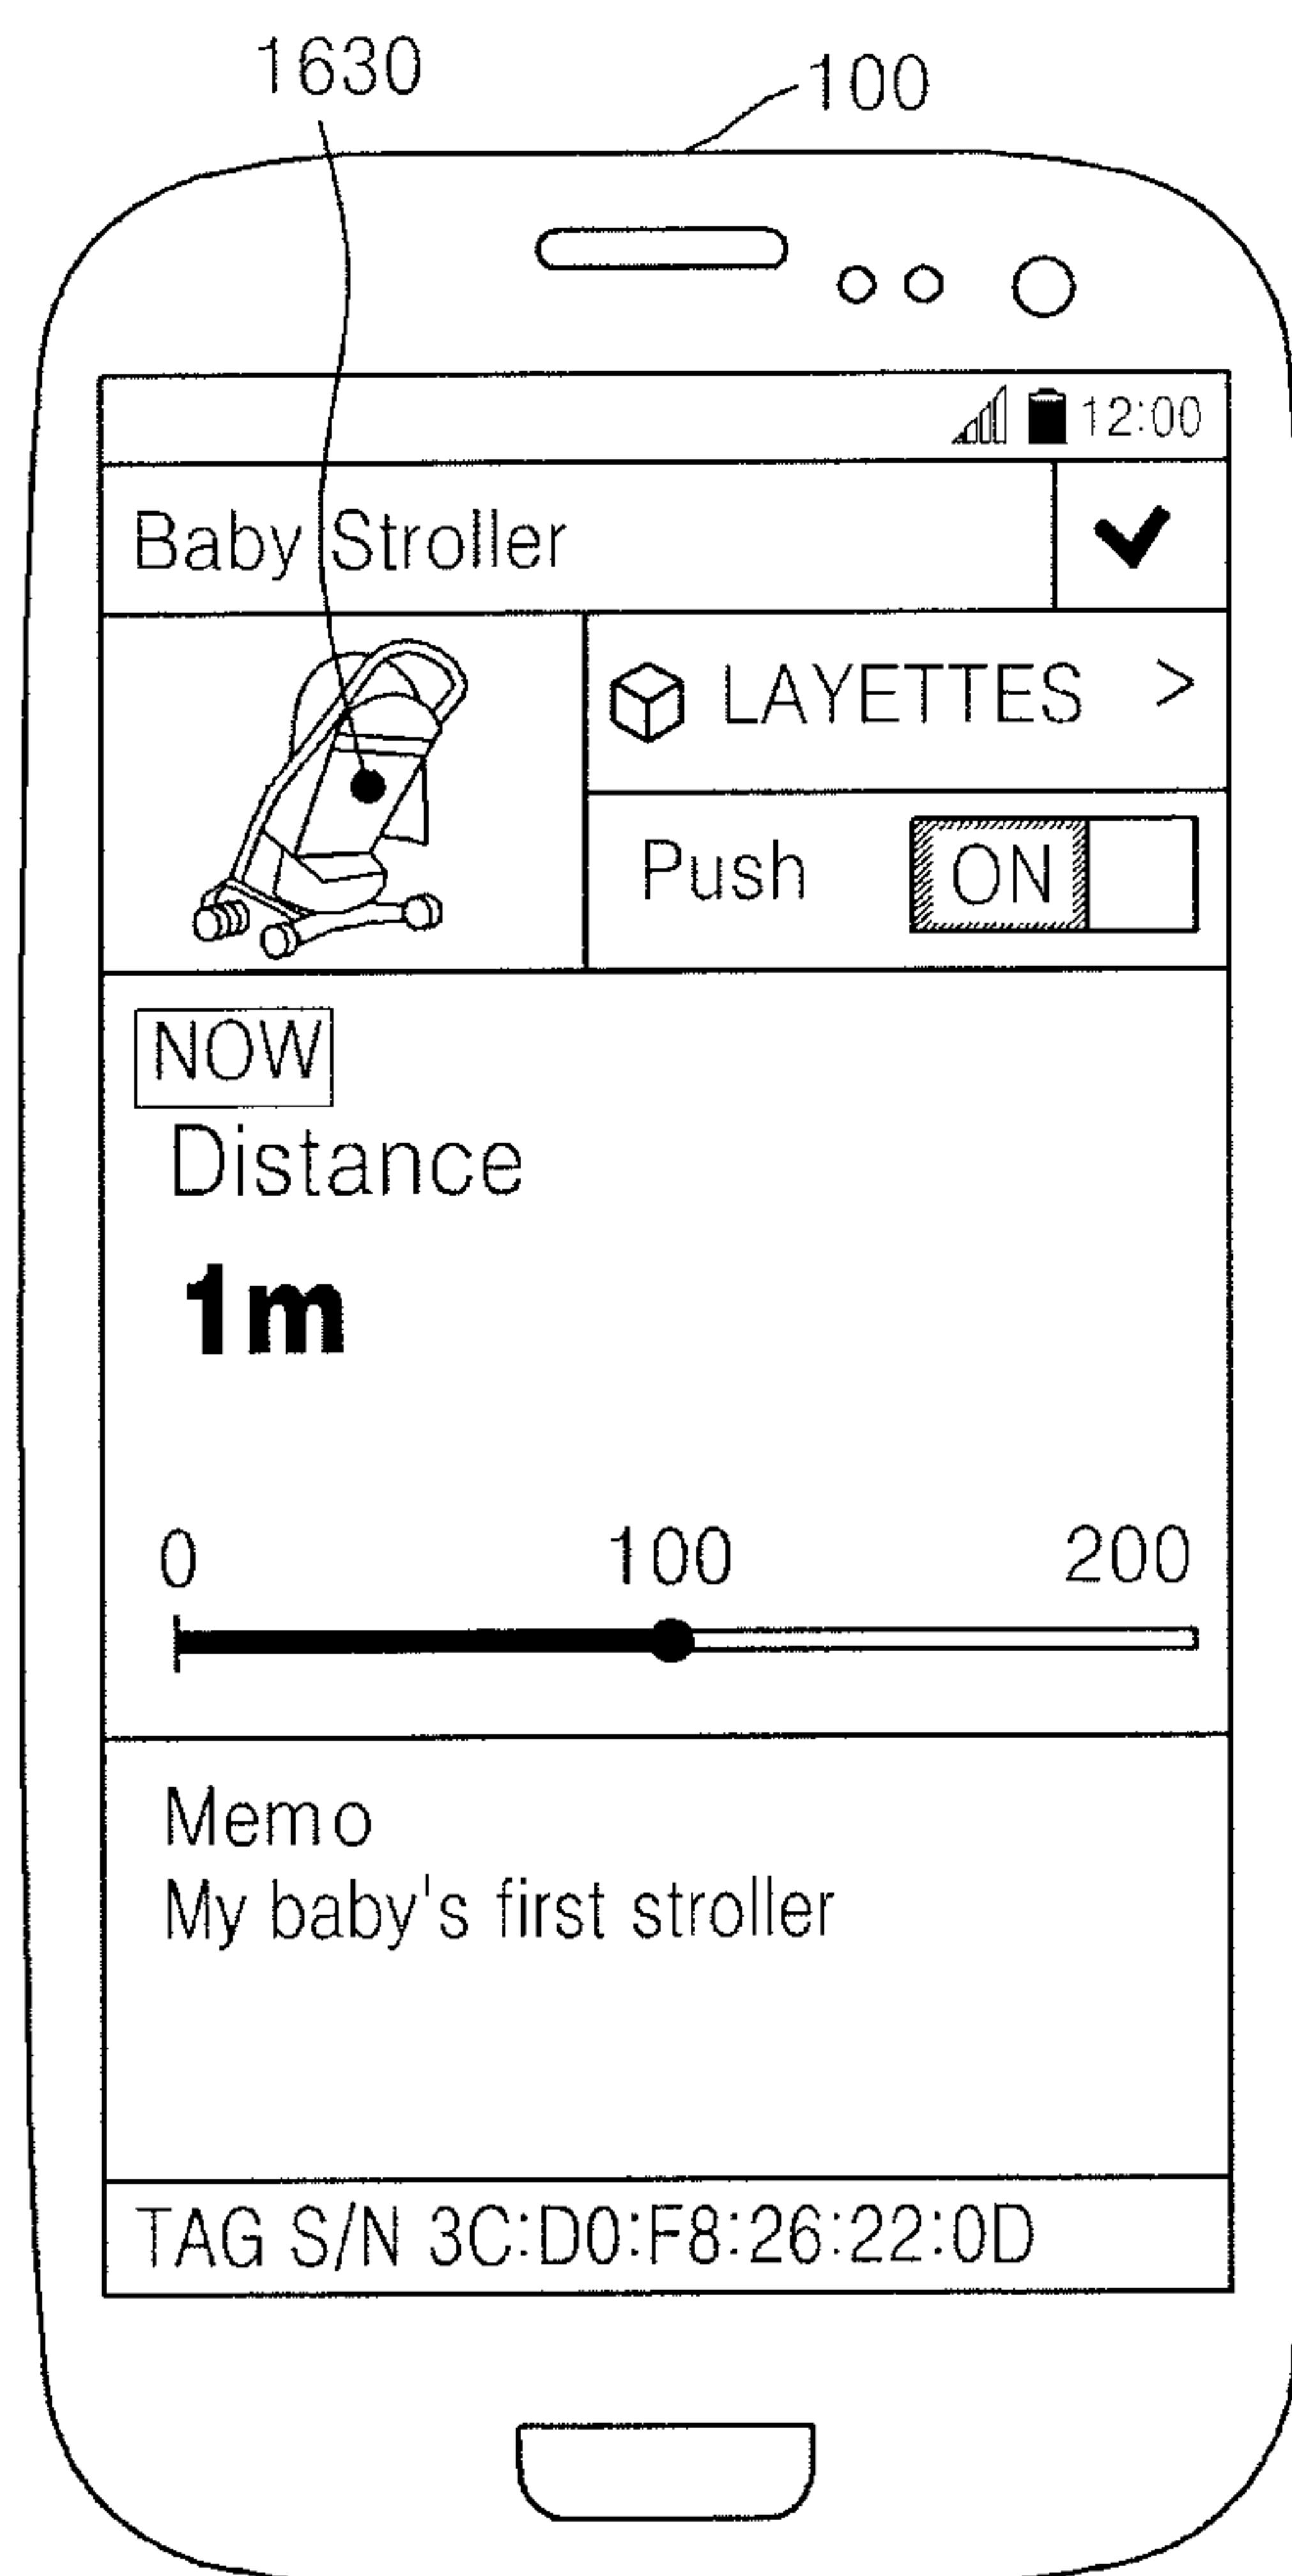 1630
100
12:00
Baby Stroller
LAYETTES >
Push ON
NOW
Distance
1m
0 100 200
Memo
My baby's first stroller
TAG S/N 3C:D0:F8:26:22:0D